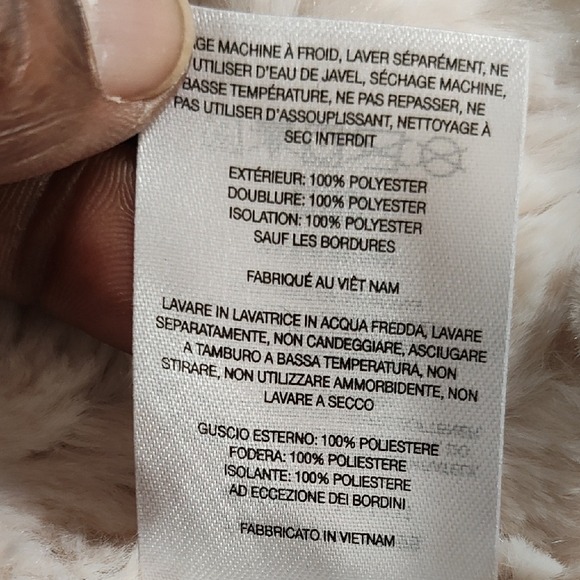 MACHINE À FROID, LAVER SÉPARÉMENT, NE
UTILISER D'EAU DE JAVEL, SÉCHAGE MACHINE,
BASSE TEMPÉRATURE, NE PAS REPASSER, NE
PAS UTILISER D'ASSOUPLISSANT, NETTOYAGE À
SEC INTERDIT
EXTÉRIEUR: 100% POLYESTER
DOUBLURE: 100% POLYESTER
ISOLATION: 100% POLYESTER
SAUF LES BORDURES
FABRIQUÉ AU VIÊT NAM
LAVARE IN LAVATRICE IN ACQUA FREDDA, LAVARE
SEPARATAMENTE, NON CANDEGGIARE, ASCIUGARE
A TAMBURO A BASSA TEMPERATURA, NON
STIRARE, NON UTILIZZARE AMMORBIDENTE, NON
LAVARE A SECCO
GUSCIO ESTERNO: 100% POLIESTERE
FODERA: 100% POLIESTERE
ISOLANTE: 100% POLIESTERE
AD ECCEZIONE DEI BORDINI
FABBRICATO IN VIETNAM